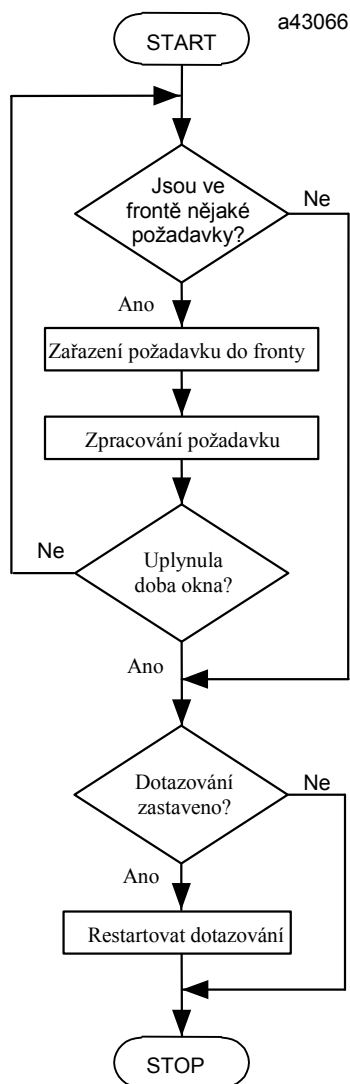 START
a43066
Jsou ve
frontě nějaké
požadavky?
Ne
Ano
Zařazení požadavku do fronty
Zpracování požadavku
Ne
Uplynula
doba okna?
Ano
Dotazování
zastaveno?
Ne
Ano
Restartovat dotazování
STOP